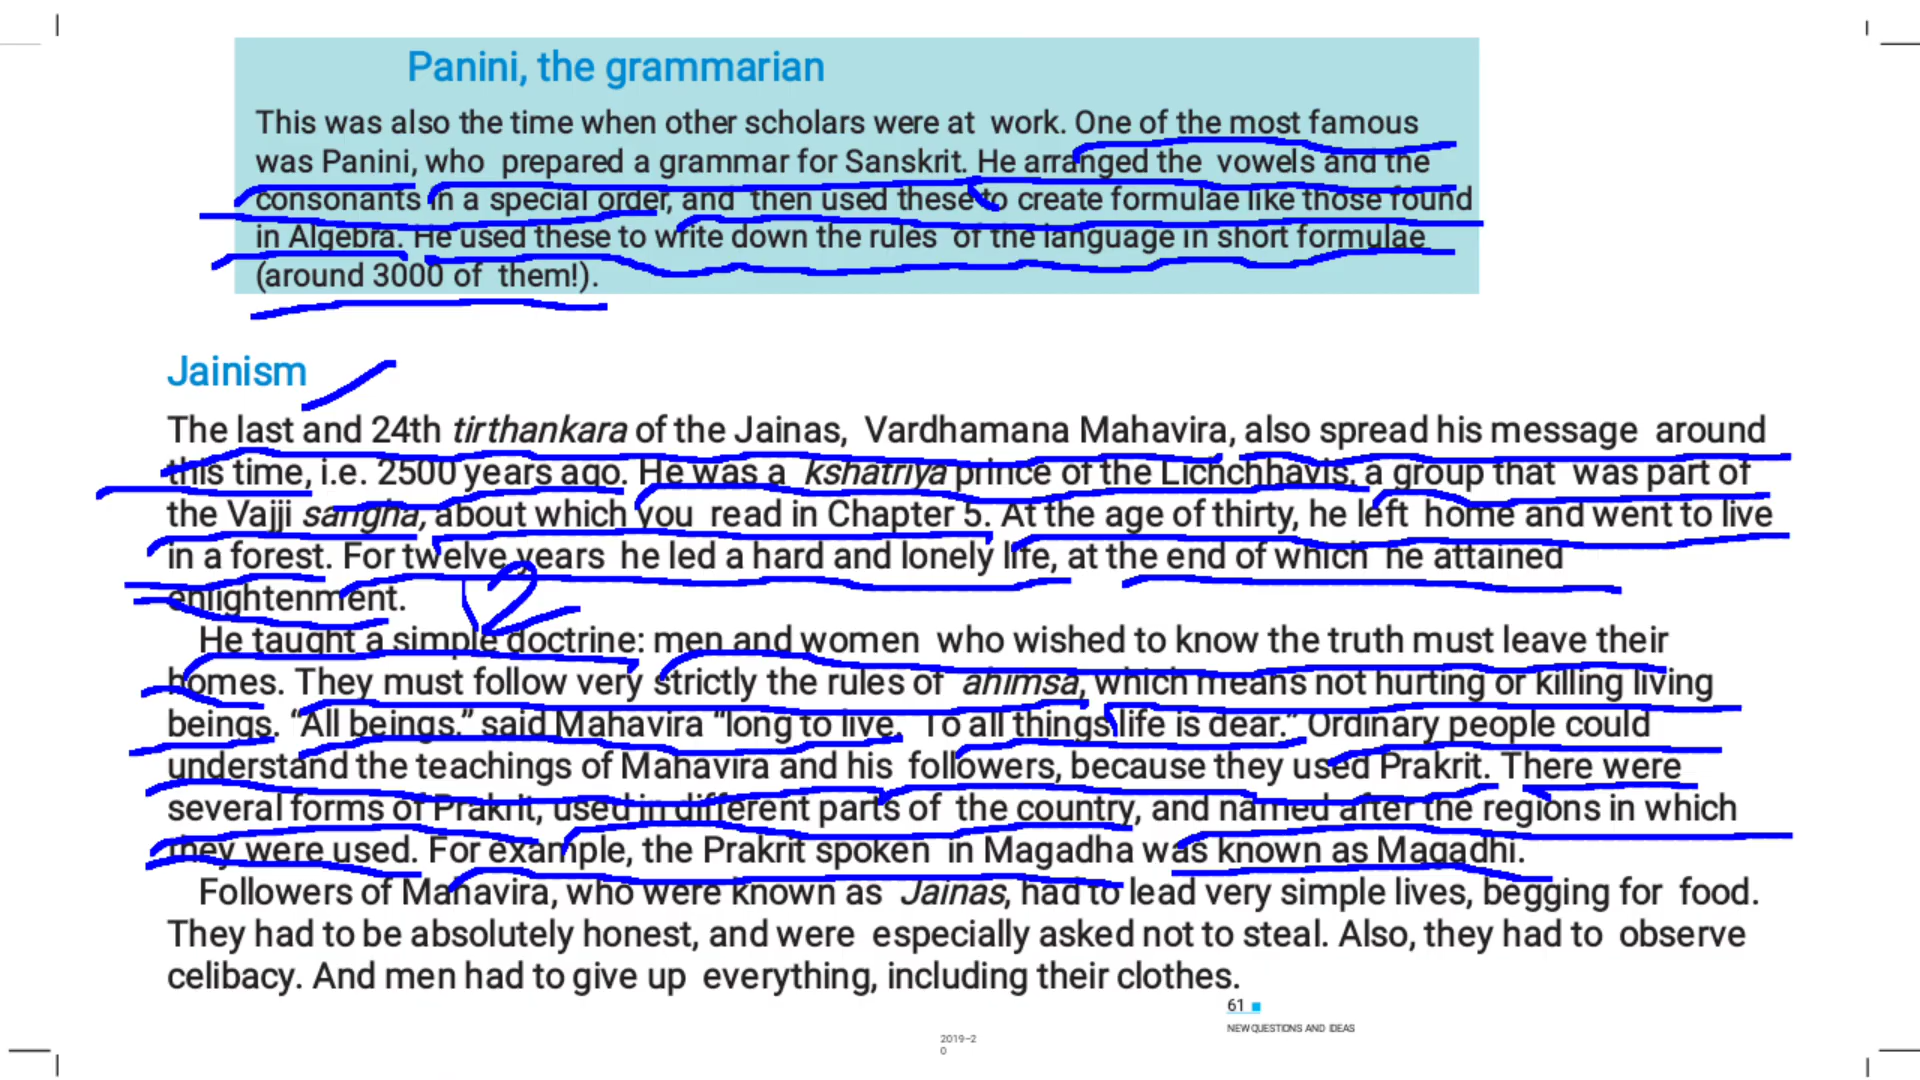 Panini, the grammarian
This was also the time when other scholars were at work. One of the most famous
was Panini, who prepared a grammar for Sanskrit. He arranged the vowels and the
consonants in a special order, and then used these to create formulae like those found
in Algebra. He used these to write down the rules of the language in short formulae
(around 3000 of them!).
Jainism
The last and 24th tirthankara of the Jainas, Vardhamana Mahavira, also spread his message around
this time, i.e. 2500 years ago. He was a kshatriya prince of the Lichchhavis, a group that was part of
the Vajji sangha, about which you read in Chapter 5. At the age of thirty, he left home and went to live
in a forest. For twelve years he led a hard and lonely life, at the end of which he attained
enlightenment.
He taught a simple doctrine: men and women who wished to know the truth must leave their
homes. They must follow very strictly the rules of ahimsa, which means not hurting or killing living
beings. “All beings,” said Mahavira “long to live. To all things life is dear.” Ordinary people could
understand the teachings of Mahavira and his followers, because they used Prakrit. There were
several forms of Prakrit, used in different parts of the country, and named after the regions in which
they were used. For example, the Prakrit spoken in Magadha was known as Magadhi.
Followers of Mahavira, who were known as Jainas, had to lead very simple lives, begging for food.
They had to be absolutely honest, and were especially asked not to steal. Also, they had to observe
celibacy. And men had to give up everything, including their clothes.
61
NEW QUESTIONS AND IDEAS
2019–2
0